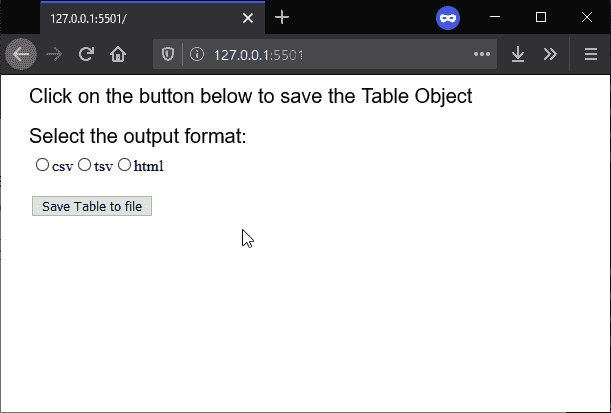 127.0.0.1:5501/
127.0.0.1:5501
Click on the button below to save the Table Object
Select the output format:
csv tsv html
Save Table to file